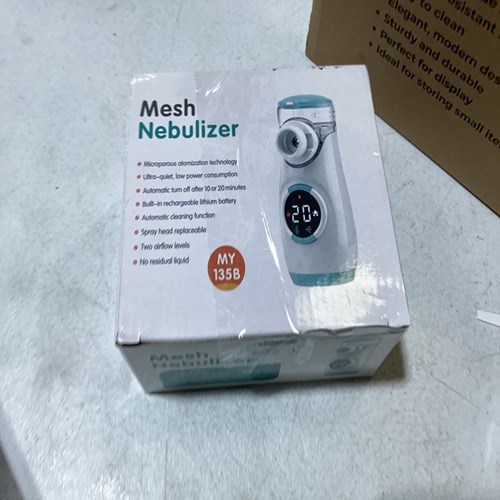 Mesh
Nebulizer
• Microporous atomization technology
• Ultra-quiet, low power consumption
• Automatic turn off after 10 or 20 minutes
• Built-in rechargeable lithium battery
• Automatic cleaning function
• Spray head replaceable
• Two airflow levels
• No residual liquid
MY
135B
20
Mesh
Nebulizer
to clean
• Elegant, modern des
• Sturdy and durable
• Perfect for display
• Ideal for storing small ite